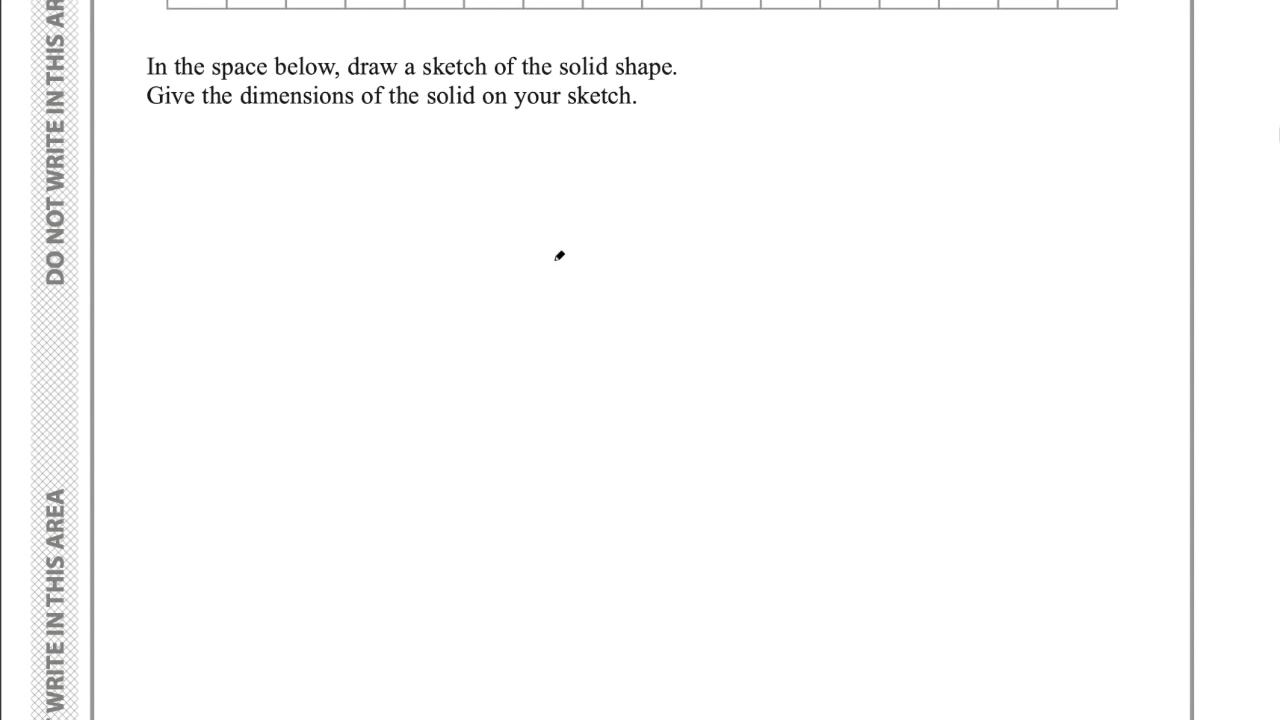 DO NOT WRITE IN THIS AR
In the space below, draw a sketch of the solid shape.
Give the dimensions of the solid on your sketch.
WRITE IN THIS AREA